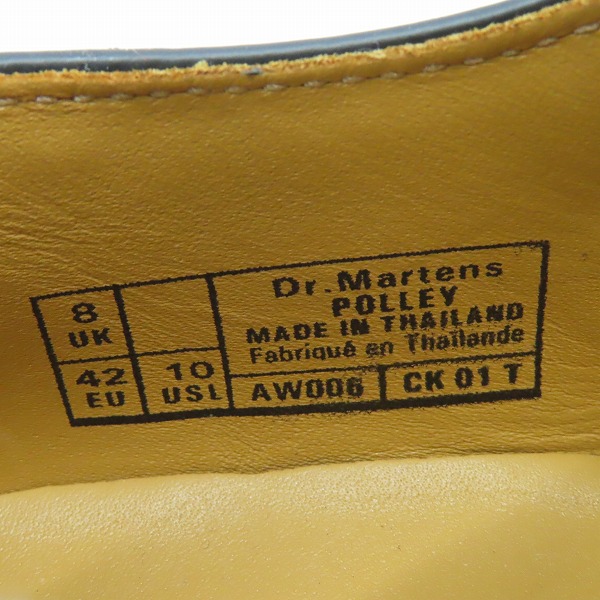 8
UK
42
EU
10
USL
Dr. Martens
POLLEY
MADE IN THAILAND
Fabriqué en Thaïlande
AW006
CK 01 T